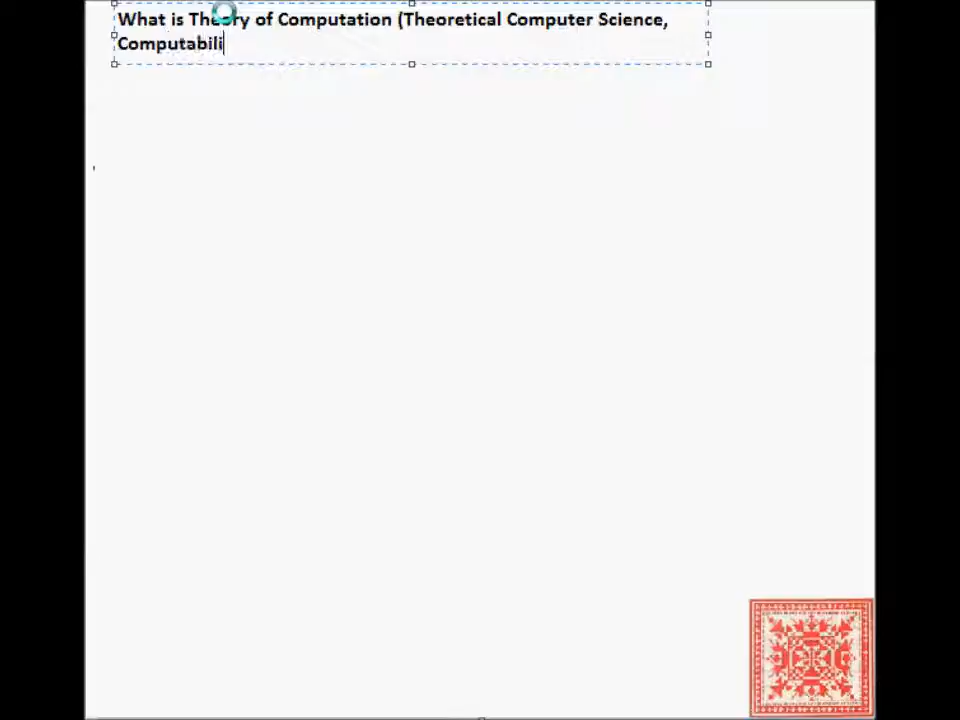 What is Theory of Computation (Theoretical Computer Science,
Computabili